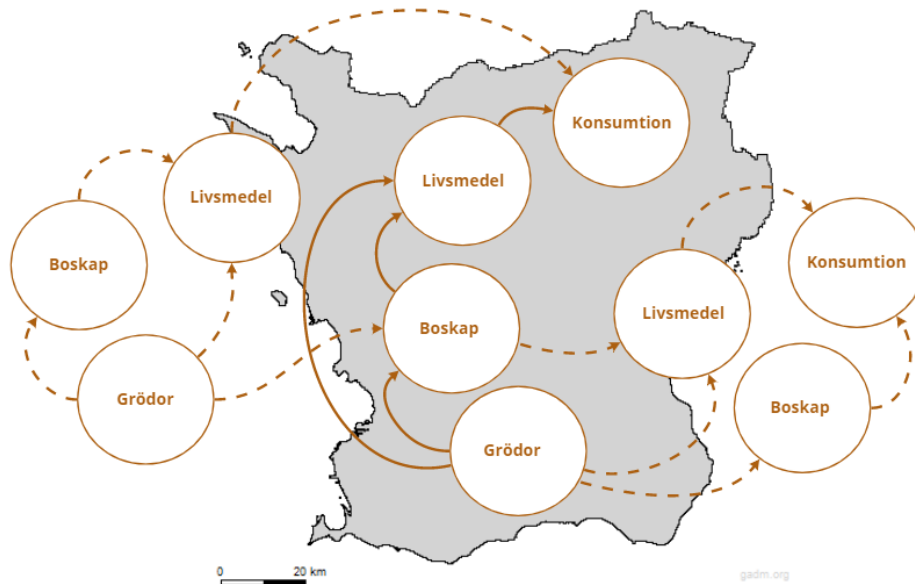 Konsumtion
Livsmedel
Livsmedel
Boskap
Konsumtion
Livsmedel
Boskap
Grödor
Boskap
Grödor
0 20 km
gadm.org